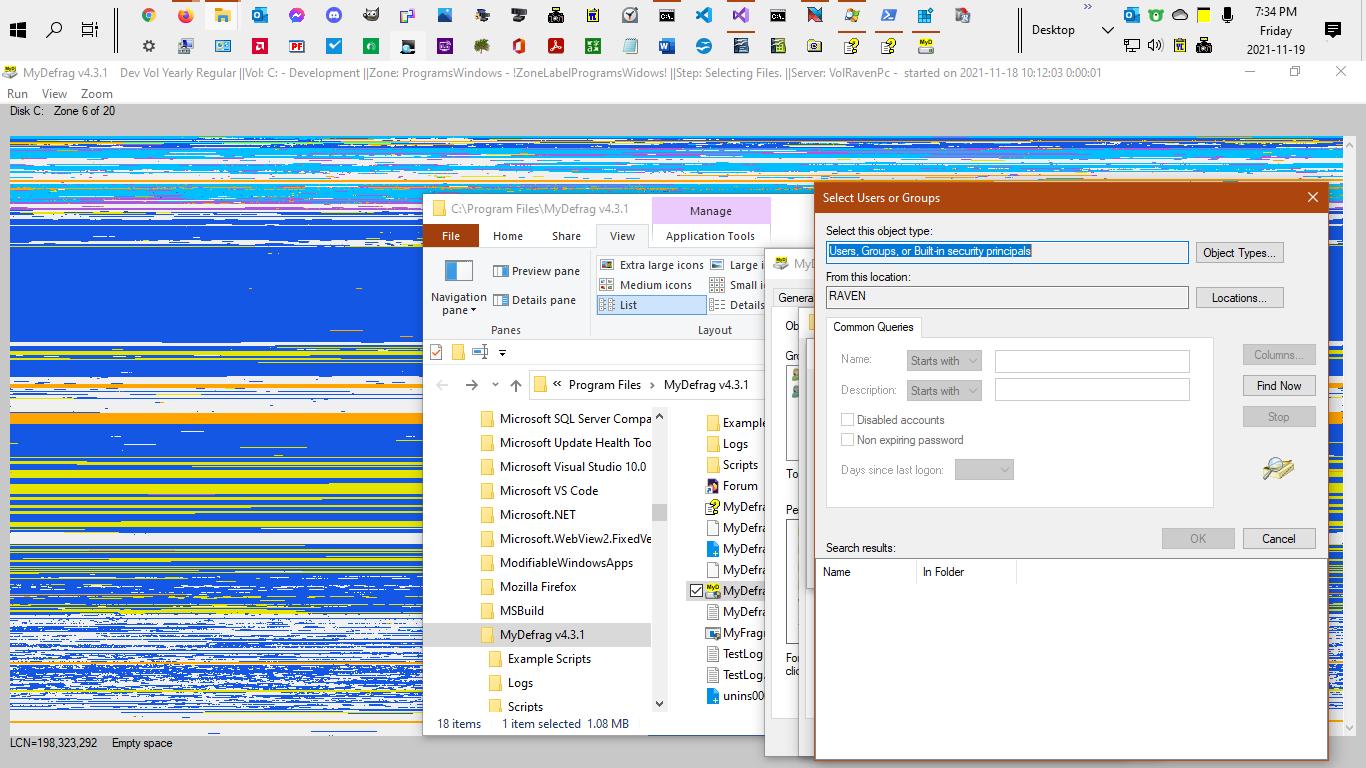 Desktop
»
7:34 PM
Friday
2021-11-19
MyDefrag v4.3.1 Dev Vol Yearly Regular ||Vol: C: - Development ||Zone: ProgramsWindows - !ZoneLabelProgramsWidows! ||Step: Selecting Files. ||Server: VolRavenPc - started on 2021-11-18 10:12:03 0:00:01
Run View Zoom
Disk C: Zone 6 of 20
C:\Program Files\MyDefrag v4.3.1
Manage
File Home Share View Application Tools
Preview pane
Details pane
Navigation
pane
Panes
Extra large icons
Large i
Medium icons
Small i
List
Details
Layout
« Program Files › MyDefrag v4.3.1
Microsoft SQL Server Compa
Microsoft Update Health Too
Microsoft Visual Studio 10.0
Microsoft VS Code
Microsoft.NET
Microsoft.WebView2.FixedVe
ModifiableWindowsApps
Mozilla Firefox
MSBuild
MyDefrag v4.3.1
Example Scripts
Logs
Scripts
Example
Logs
Scripts
Forum
MyDefra
MyDefra
MyDefra
MyDefra
MyDefra
MyDefra
MyFragm
TestLog
TestLog
unins00
18 items 1 item selected 1.08 MB
MyD
Genera
Ob
Gro
To
Pe
For
clic
Select Users or Groups
Select this object type:
Users, Groups, or Built-in security principals
Object Types...
From this location:
RAVEN
Locations...
Common Queries
Name: Starts with
Description: Starts with
Disabled accounts
Non expiring password
Days since last logon:
Columns...
Find Now
Stop
OK Cancel
Search results:
Name In Folder
LCN=198,323,292 Empty space